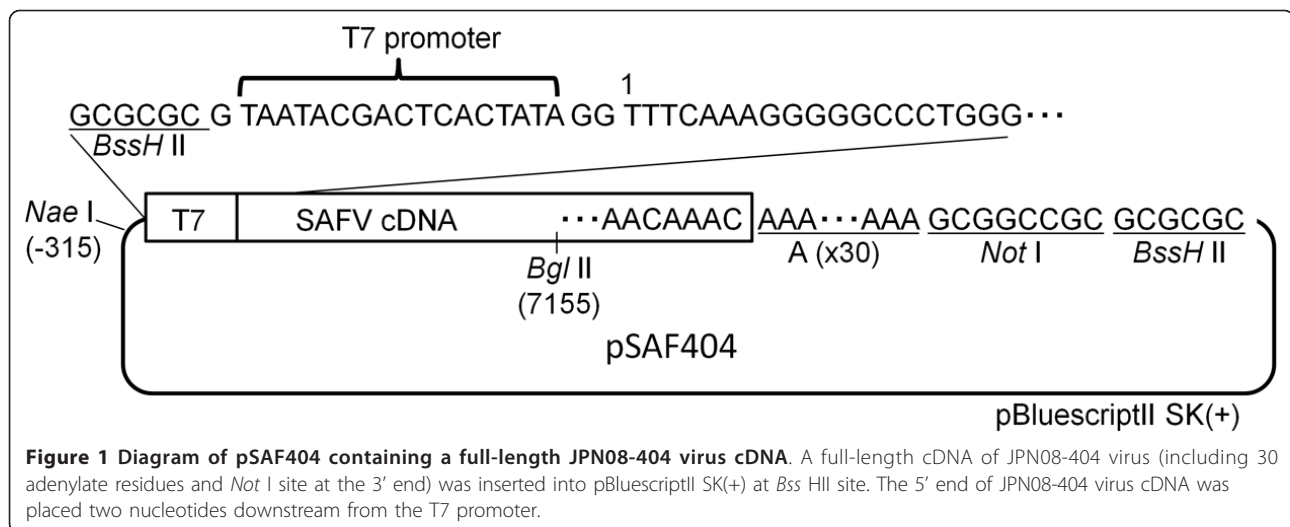 T7 promoter
1
GCGCGC G TAATACGACTCACTATA GG TTTCAAAGGGGGCCCTGGG···
BssH II
Nae I
(-315)
T7
SAFV cDNA
···AACAAAC
AAA···AAA
GCGGCCGC
GCGCGC
A (x30)
Not I
BssH II
Bgl II
(7155)
pSAF404
pBluescriptII SK(+)
Figure 1 Diagram of pSAF404 containing a full-length JPN08-404 virus cDNA. A full-length cDNA of JPN08-404 virus (including 30
adenylate residues and Not I site at the 3' end) was inserted into pBluescriptII SK(+) at Bss HII site. The 5' end of JPN08-404 virus cDNA was
placed two nucleotides downstream from the T7 promoter.